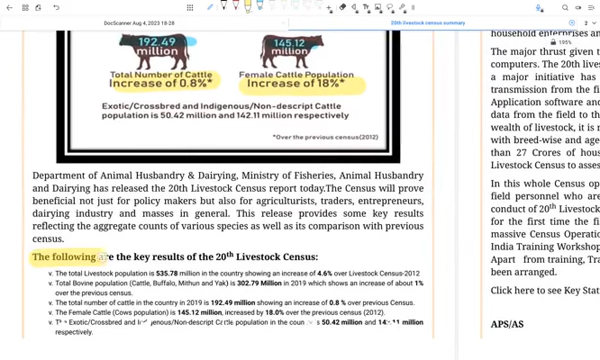 DocScanner Aug 4, 2023 18-28
20th livestock census summary
2
195%
192.49
million
145.12
million
Total Number of Cattle
Increase of 0.8%*
Female Cattle Population
Increase of 18%*
Exotic/Crossbred and Indigenous/Non-descript Cattle
population is 50.42 million and 142.11 million respectively
*Over the previous census(2012)
Department of Animal Husbandry & Dairying, Ministry of Fisheries, Animal Husbandry
and Dairying has released the 20th Livestock Census report today.The Census will prove
beneficial not just for policy makers but also for agriculturists, traders, entrepreneurs,
dairying industry and masses in general. This release provides some key results
reflecting the aggregate counts of various species as well as its comparison with previous
census.
The following are the key results of the 20th Livestock Census:
v. The total Livestock population is 535.78 million in the country showing an increase of 4.6% over Livestock Census-2012
v. Total Bovine population (Cattle, Buffalo, Mithun and Yak) is 302.79 Million in 2019 which shows an increase of about 1%
over the previous census.
v. The total number of cattle in the country in 2019 is 192.49 million showing an increase of 0.8 % over previous Census.
v. The Female Cattle (Cows population) is 145.12 million, increased by 18.0% over the previous census (2012).
v. Exotic/Crossbred and population in the 50.42 million and million
respectively.
household enterprises an
The major thrust given t
computers. The 20th lives
a major initiative has
transmission from the fi
Application software and
data from the field to th
wealth of livestock, it is n
with breed-wise and age
than 27 Crores of hous
Livestock Census to asses
In this whole Census op
field personnel who are
conduct of 20th Livestock
for the first time the fi
massive Census Operatio
India Training Workshop
Apart from training, Tra
been arranged.
Click here to see Key Stat
APS/AS